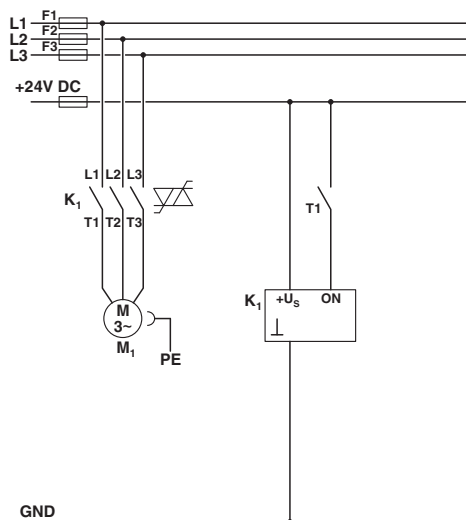 L1 F1
L2 F2
L3 F3
+24V DC
L1 L2 L3
K1
T1 T2 T3
T1
M
3~
M1
PE
K1
+US ON
GND